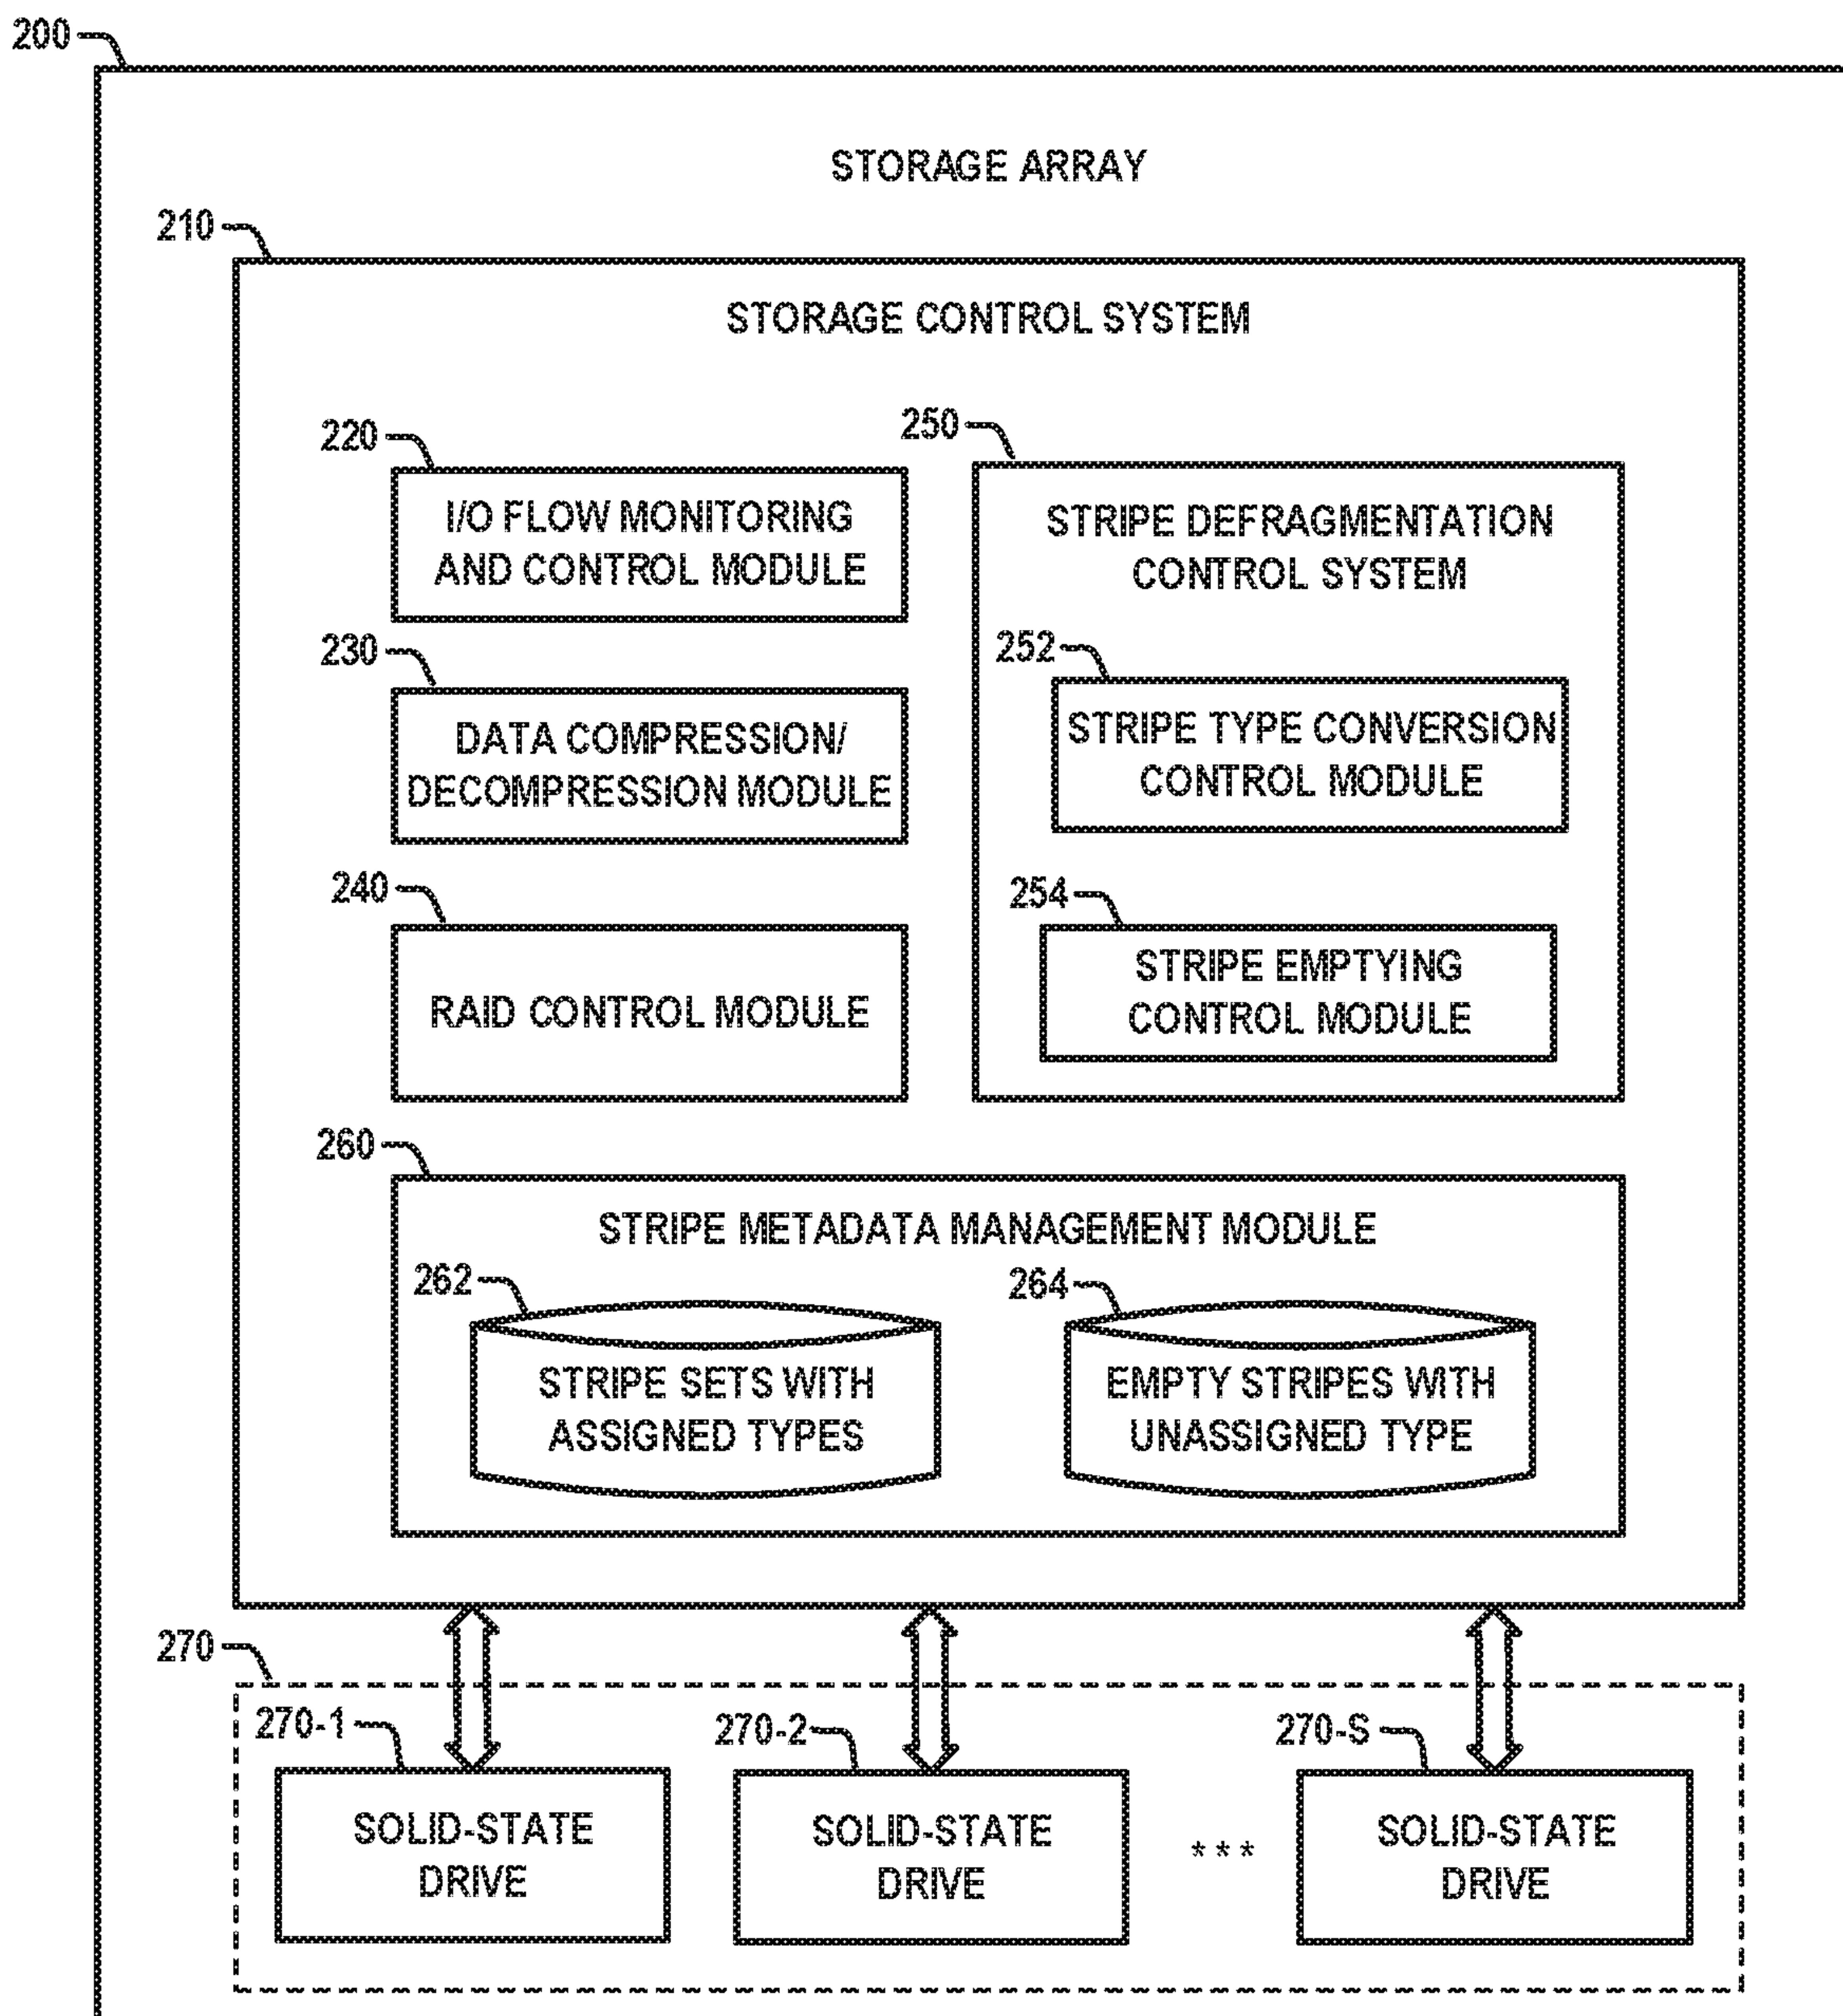 200
STORAGE ARRAY
210
STORAGE CONTROL SYSTEM
220
I/O FLOW MONITORING
AND CONTROL MODULE
230
DATA COMPRESSION/
DECOMPRESSION MODULE
240
RAID CONTROL MODULE
250
STRIPE DEFRAGMENTATION
CONTROL SYSTEM
252
STRIPE TYPE CONVERSION
CONTROL MODULE
254
STRIPE EMPTYING
CONTROL MODULE
260
STRIPE METADATA MANAGEMENT MODULE
262
STRIPE SETS WITH
ASSIGNED TYPES
264
EMPTY STRIPES WITH
UNASSIGNED TYPE
270
270-1
SOLID-STATE
DRIVE
270-2
SOLID-STATE
DRIVE
***
270-S
SOLID-STATE
DRIVE